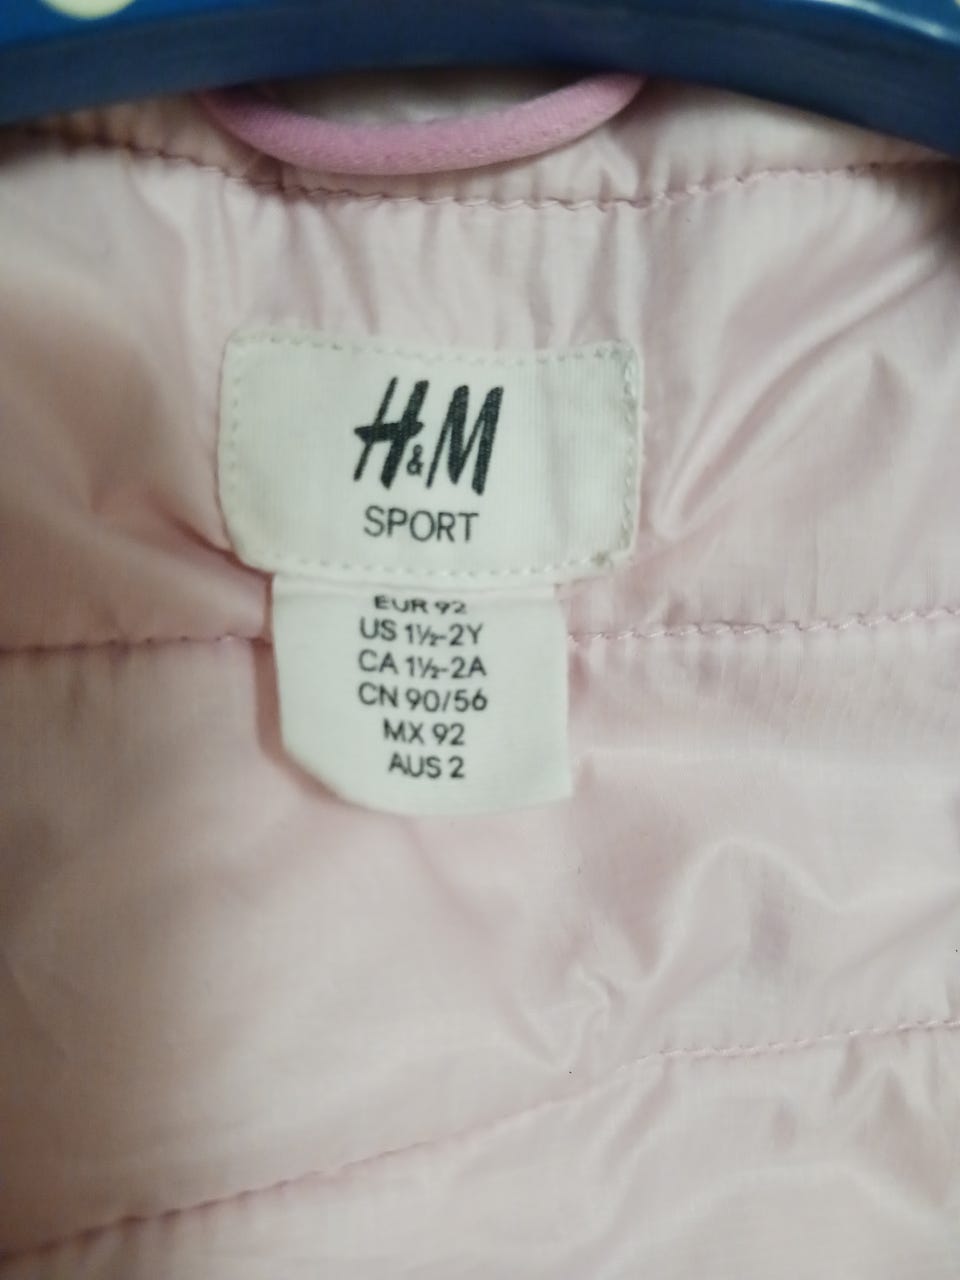 H&M
SPORT
EUR 92
US 1½-2Y
CA 1½-2A
CN 90/56
MX 92
AUS 2